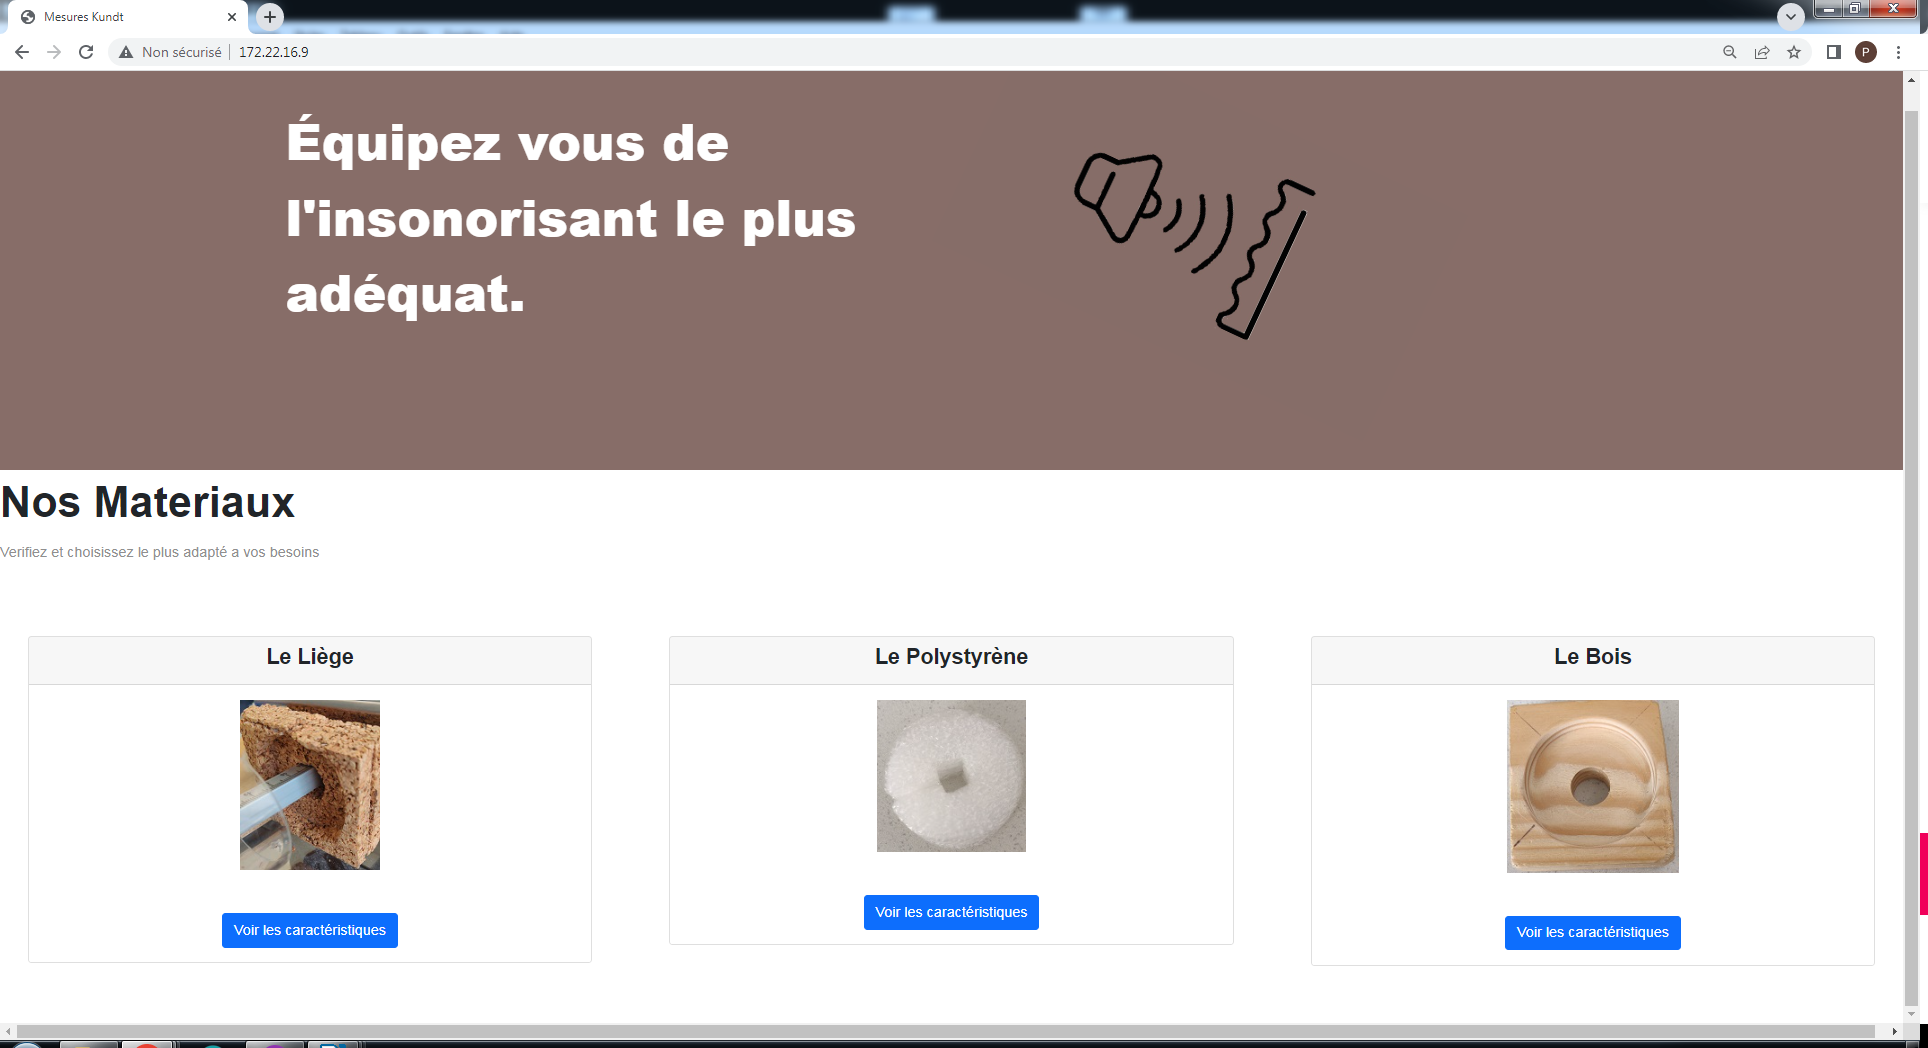 Mesures Kundt
Non sécurisé 172.22.16.9
P
Équipez vous de
l'insonorisant le plus
adéquat.
Nos Materiaux
Verifiez et choisissez le plus adapté a vos besoins
Le Liège
Le Polystyrène
Le Bois
Voir les caractéristiques
Voir les caractéristiques
Voir les caractéristiques